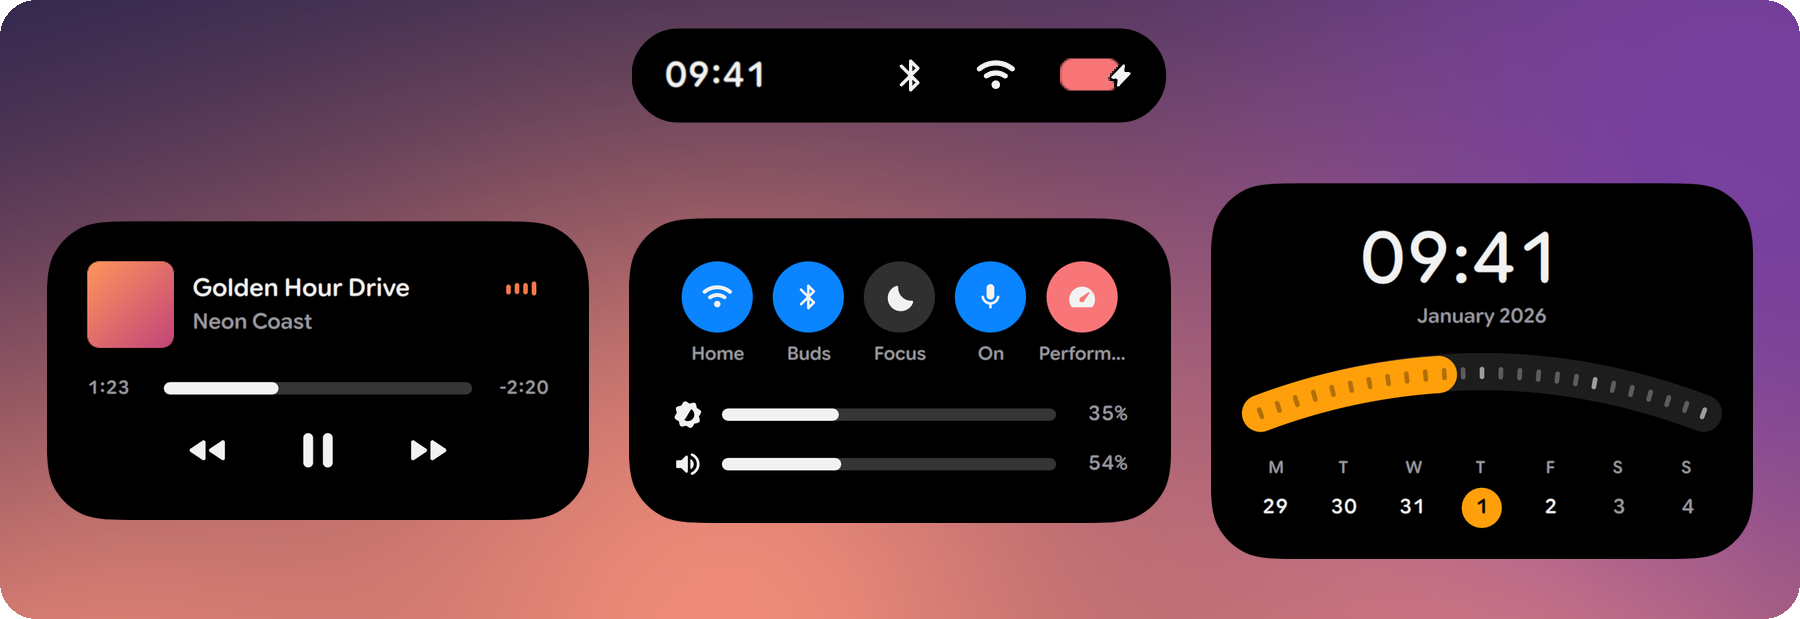 09:41
Golden Hour Drive
Neon Coast
1:23 -2:20
Home Buds Focus On Perform...
35%
54%
09:41
January 2026
M T W T F S S
29 30 31 1 2 3 4